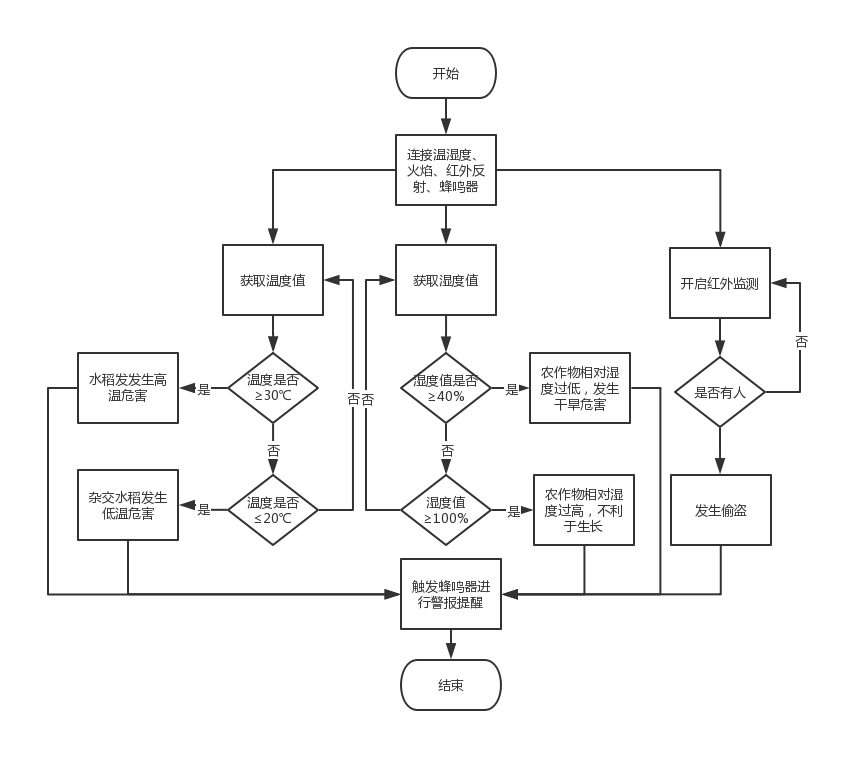 开始
连接温湿度、
火焰、红外反
射、蜂鸣器
获取温度值
获取湿度值
开启红外监测
水稻发发生高
温危害
是
温度是否
≥30℃
否
否
湿度值是否
≥40%
是
农作物相对湿
度过低，发生
干旱危害
是否有人
否
否
否
杂交水稻发生
低温危害
是
温度是否
≤20℃
湿度值
≥100%
是
农作物相对湿
度过高，不利
于生长
发生偷盗
触发蜂鸣器进
行警报提醒
结束